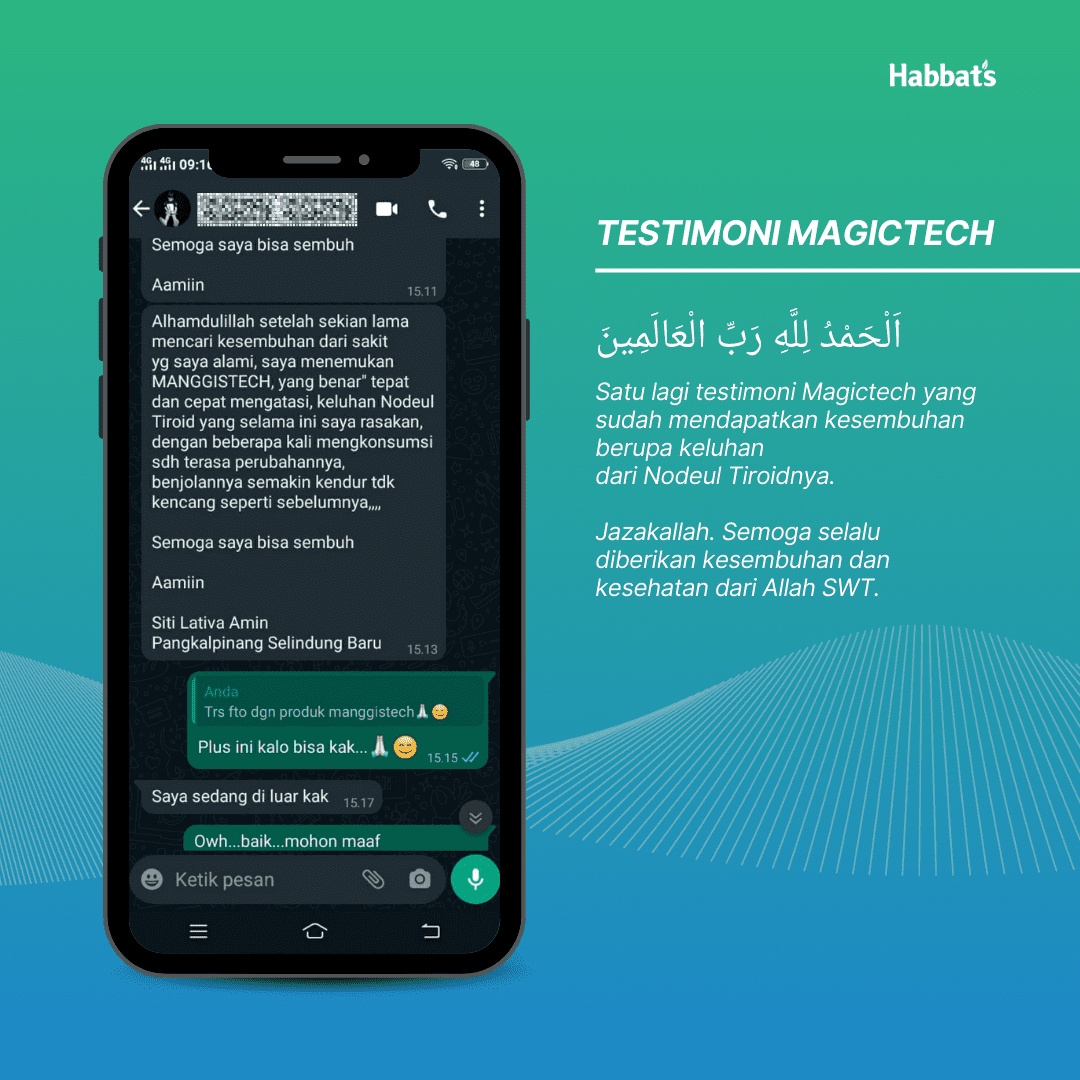 Habbat's
4G 4G 09:1
48
Semoga saya bisa sembuh
Aamiin
15.11
Alhamdulillah setelah sekian lama
mencari kesembuhan dari sakit
yg saya alami, saya menemukan
MANGGISTECH, yang benar" tepat
dan cepat mengatasi, keluhan Nodeul
Tiroid yang selama ini saya rasakan,
dengan beberapa kali mengkonsumsi
sdh terasa perubahannya,
benjolannya semakin kendur tdk
kencang seperti sebelumnya,,,,
Semoga saya bisa sembuh
Aamiin
Siti Lativa Amin
Pangkalpinang Selindung Baru
15.13
Anda
Trs fto dgn produk manggistech🙏😊
Plus ini kalo bisa kak...🙏😊
15.15
Saya sedang di luar kak
15.17
Owh...baik...mohon maaf
Ketik pesan
TESTIMONI MAGICTECH
اَلْحَمْدُ لِلَّهِ رَبِّ الْعَالَمِينَ
Satu lagi testimoni Magictech yang
sudah mendapatkan kesembuhan
berupa keluhan
dari Nodeul Tiroidnya.
Jazakallah. Semoga selalu
diberikan kesembuhan dan
kesehatan dari Allah SWT.